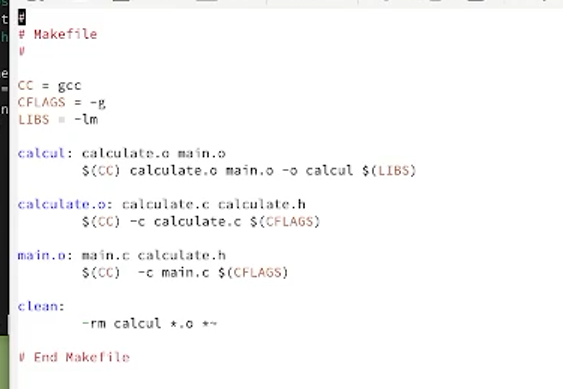 #
# Makefile
#
CC = gcc
CFLAGS = -g
LIBS = -lm
calcul: calculate.o main.o
$(CC) calculate.o main.o -o calcul $(LIBS)
calculate.o: calculate.c calculate.h
$(CC) -c calculate.c $(CFLAGS)
main.o: main.c calculate.h
$(CC)  -c main.c $(CFLAGS)
clean:
-rm calcul *.o *~
# End Makefile